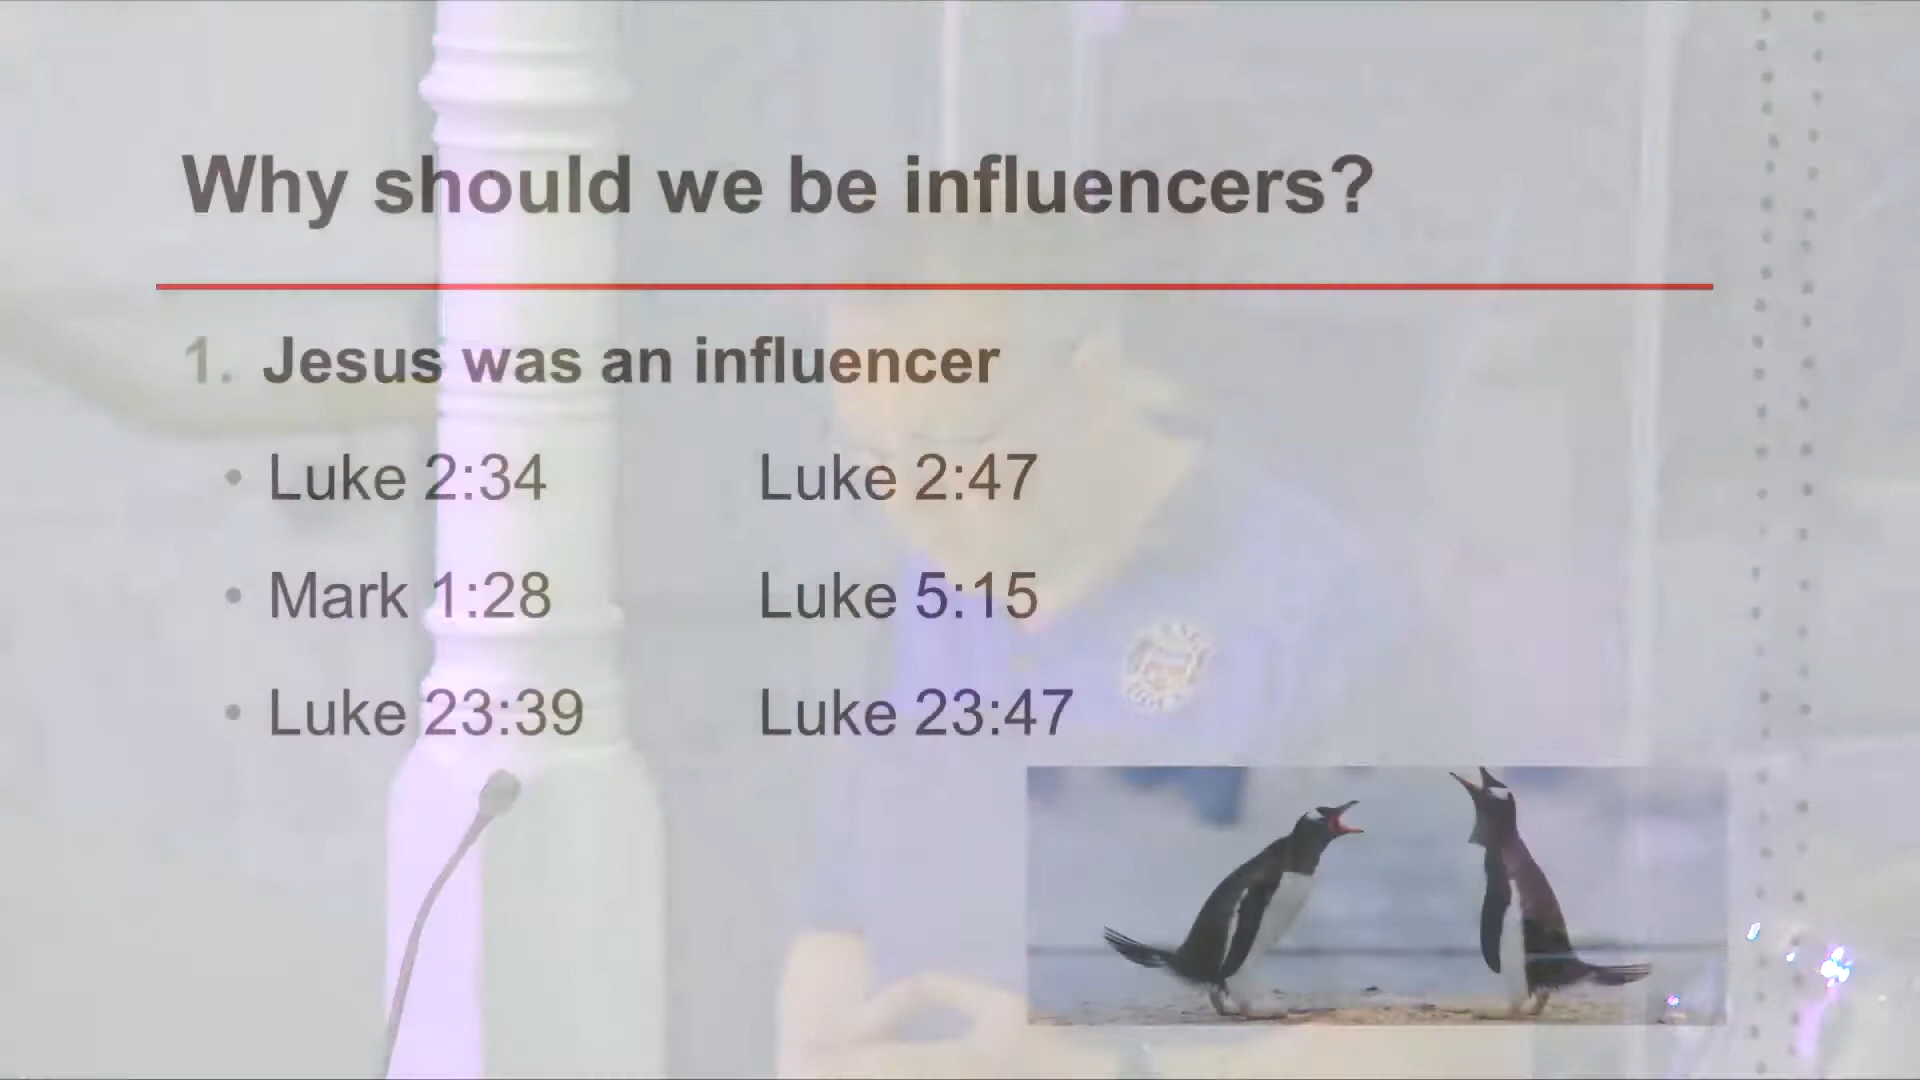 Why should we be influencers?
1. Jesus was an influencer
• Luke 2:34 Luke 2:47
• Mark 1:28 Luke 5:15
• Luke 23:39 Luke 23:47